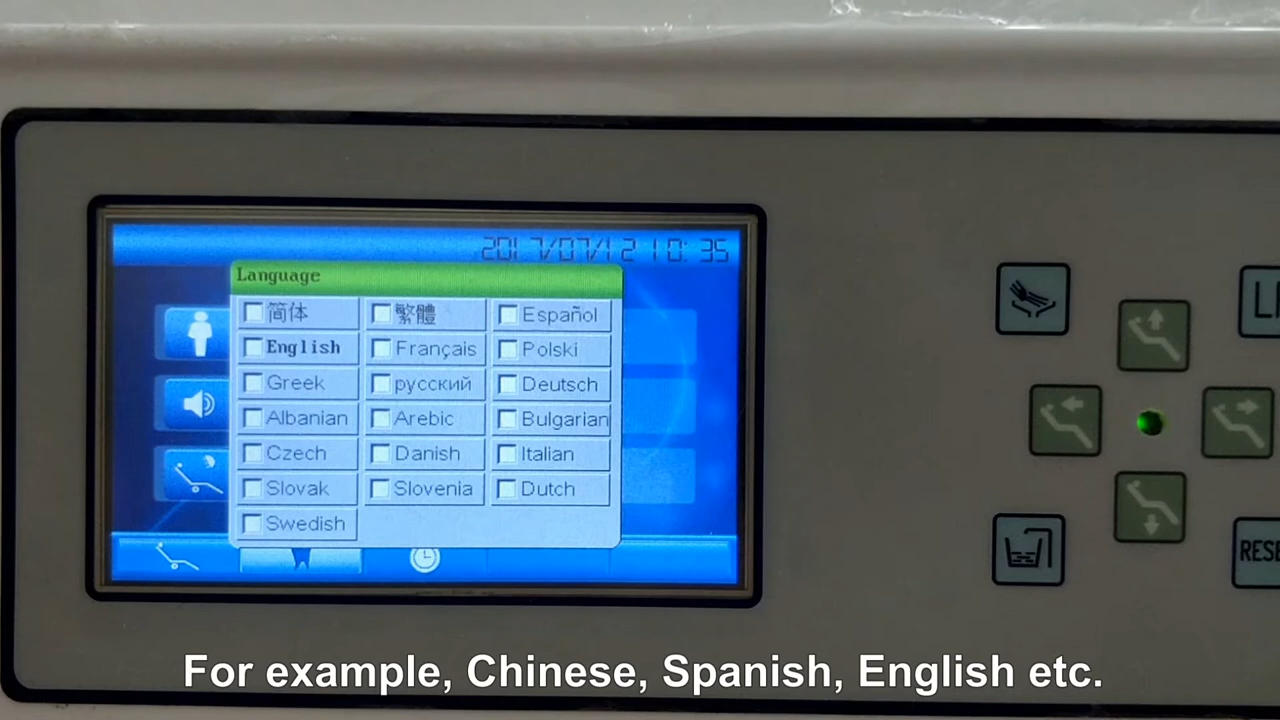 2017/07/12 10:35
Language
简体 繁體 Español
English Français Polski
Greek русский Deutsch
Albanian Arebic Bulgarian
Czech Danish Italian
Slovak Slovenia Dutch
Swedish
For example, Chinese, Spanish, English etc.